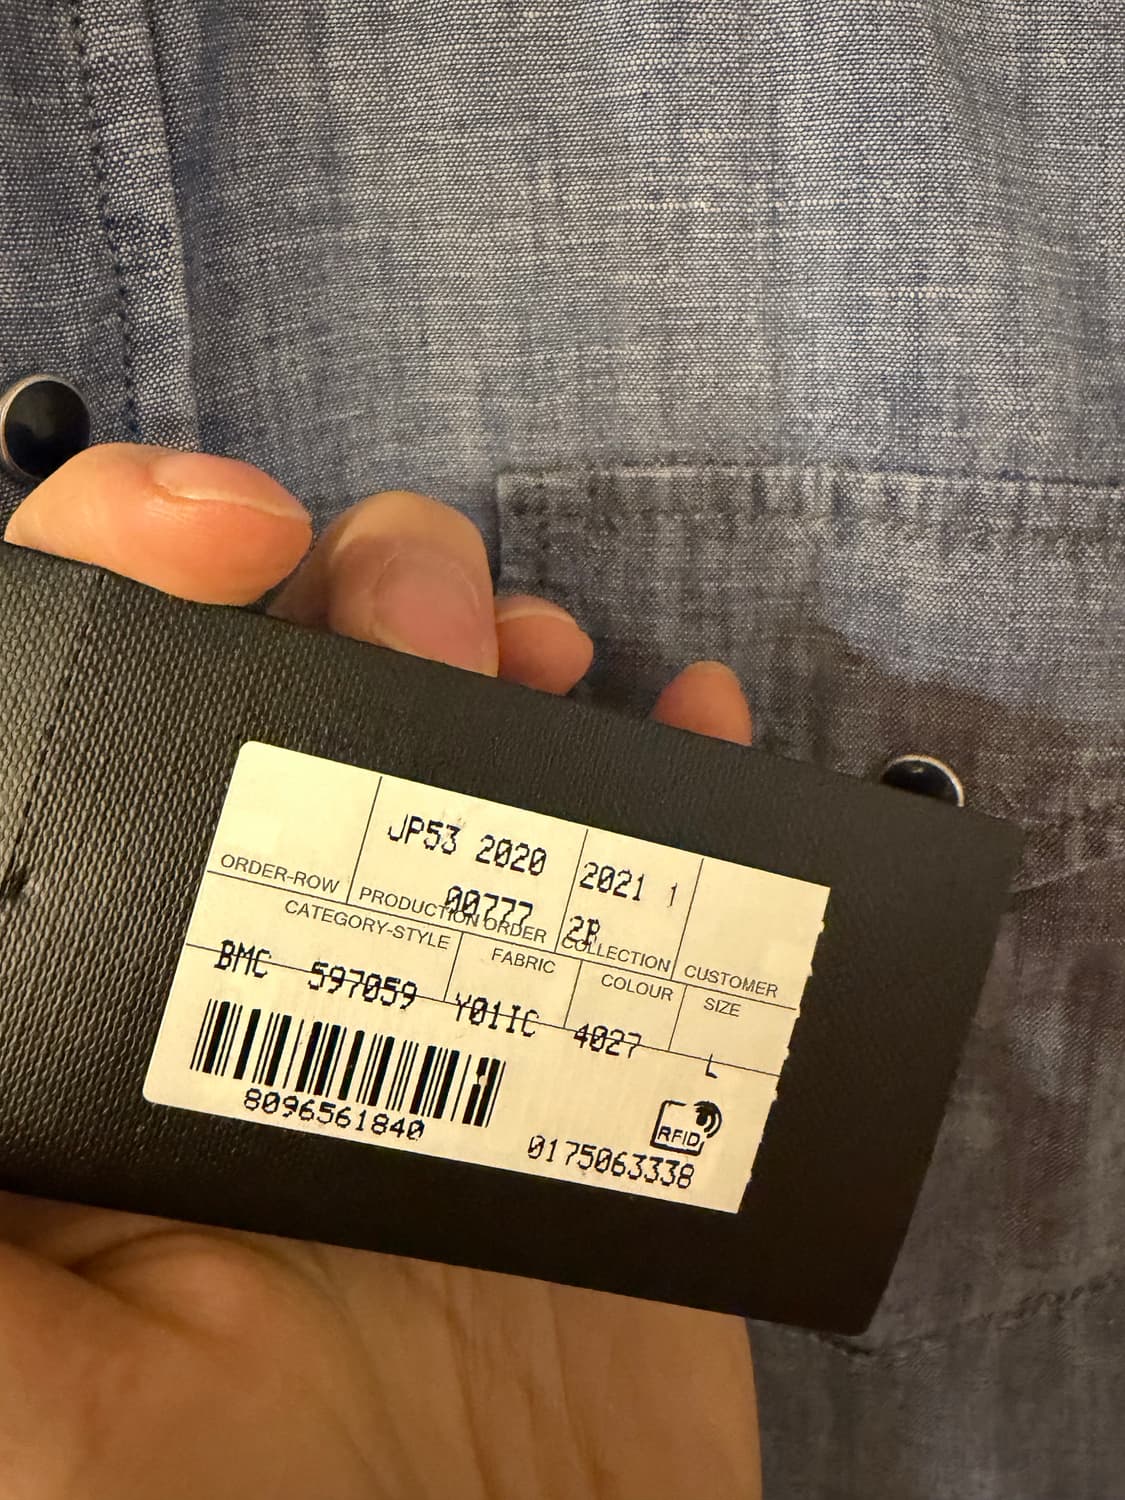 JP53 2020 2021 1
00777 2R
ORDER-ROW PRODUCTION ORDER COLLECTION CUSTOMER
CATEGORY-STYLE FABRIC COLOUR SIZE
BMC 597059 Y01IC 4027 L
8096561840
RFID
0175063338